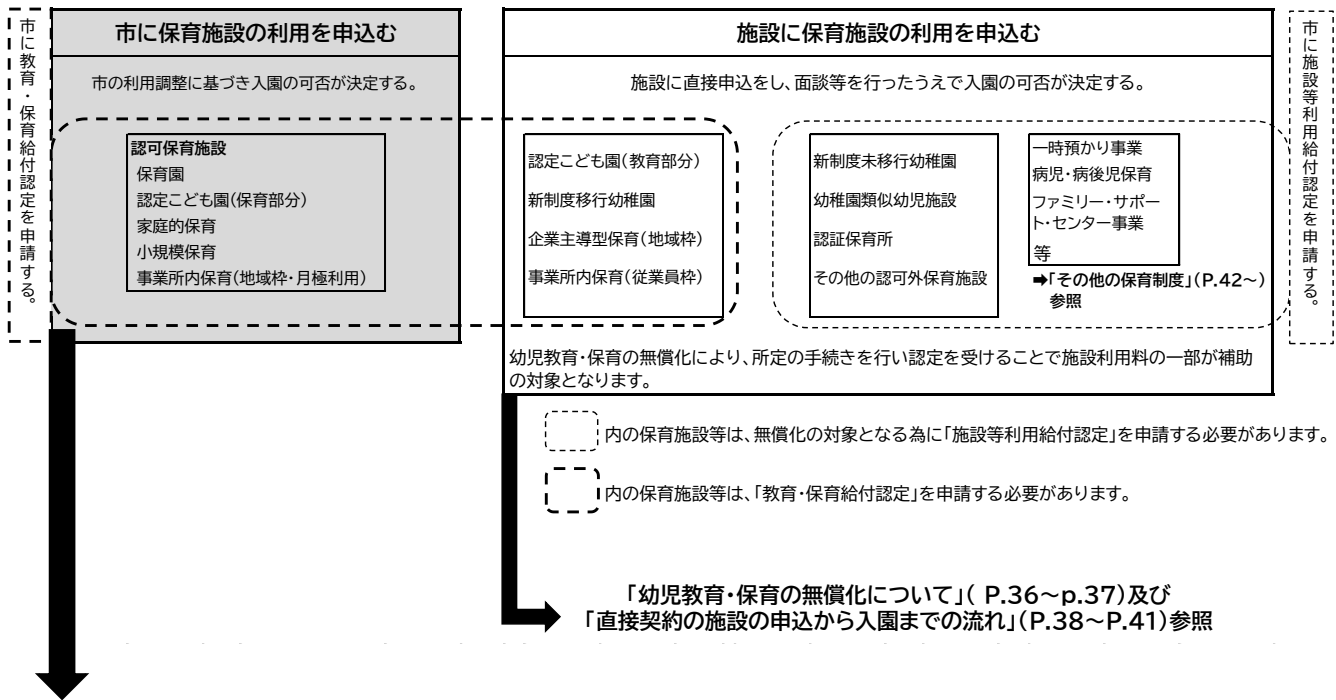 市に教育・保育給付認定を申請する。
市に保育施設の利用を申込む
市の利用調整に基づき入園の可否が決定する。
認可保育施設
保育園
認定こども園(保育部分)
家庭的保育
小規模保育
事業所内保育(地域枠・月極利用)
施設に保育施設の利用を申込む
施設に直接申込をし、面談等を行ったうえで入園の可否が決定する。
認定こども園(教育部分)
新制度移行幼稚園
企業主導型保育(地域枠)
事業所内保育(従業員枠)
新制度未移行幼稚園
幼稚園類似幼児施設
認証保育所
その他の認可外保育施設
一時預かり事業
病児・病後児保育
ファミリー・サポー
ト・センター事業
等
➡「その他の保育制度」(P.42～)
参照
市に施設等利用給付認定を申請する。
幼児教育・保育の無償化により、所定の手続きを行い認定を受けることで施設利用料の一部が補助
の対象となります。
内の保育施設等は、無償化の対象となる為に「施設等利用給付認定」を申請する必要があります。
内の保育施設等は、「教育・保育給付認定」を申請する必要があります。
「幼児教育・保育の無償化について」( P.36～p.37)及び
「直接契約の施設の申込から入園までの流れ」(P.38～P.41)参照